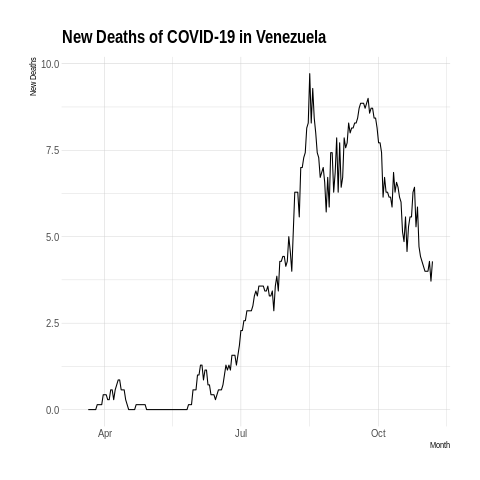 New Deaths of COVID-19 in Venezuela
New Deaths
10.0
7.5
5.0
2.5
0.0
Apr
Jul
Oct
Month